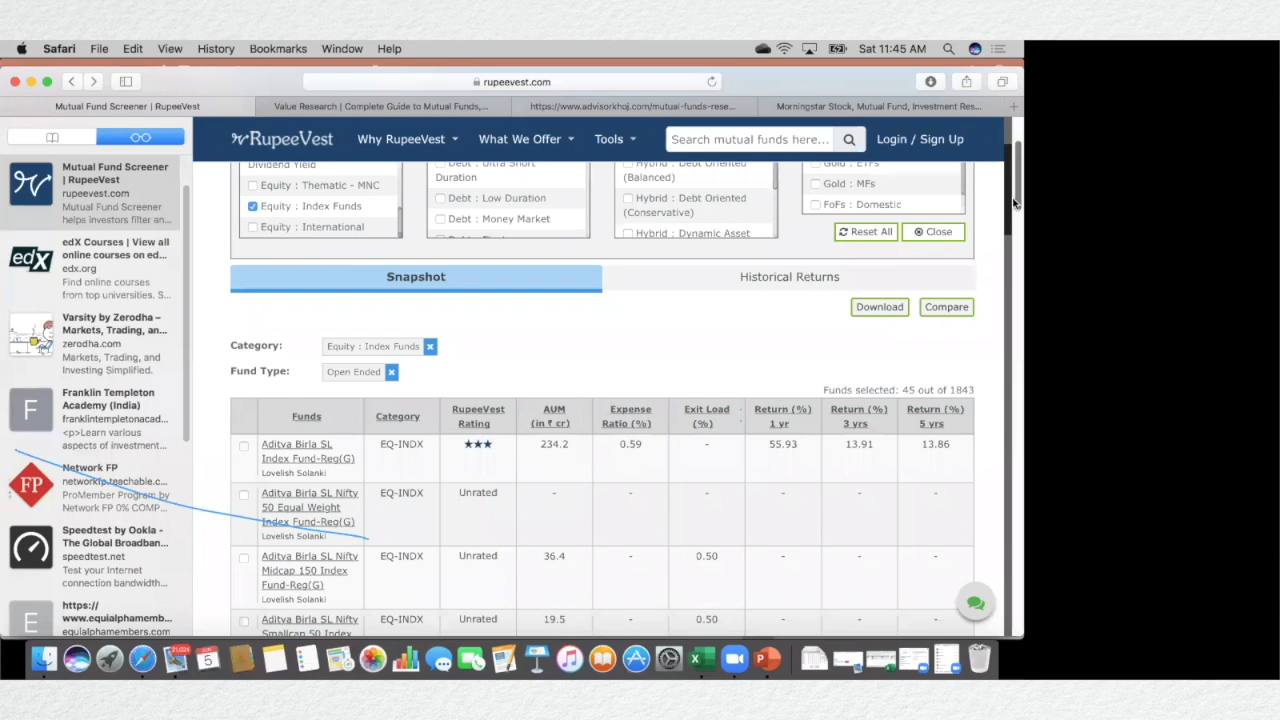 Safari File Edit View History Bookmarks Window Help Sat 11:45 AM
rupeevest.com
Mutual Fund Screener | RupeeVest
Value Research | Complete Guide to Mutual Funds,...
https://www.advisorkhoj.com/mutual-funds-rese...
Morningstar Stock, Mutual Fund, Investment Res...
Mutual Fund Screener
| RupeeVest
rupeevest.com
Mutual Fund Screener
helps investors filter an...
edX Courses | View all
online courses on ed...
edx.org
Find online courses
from top universities. S...
Varsity by Zerodha –
Markets, Trading, an...
zerodha.com
Markets, Trading, and
Investing Simplified.
F
Franklin Templeton
Academy (India)
franklintempletonacad...
<p>Learn various
aspects of investment...
FP
Network FP
networkfp.teachable.c...
ProMember Program by
Network FP 0% COMP...
Speedtest by Ookla -
The Global Broadban...
speedtest.net
Test your Internet
connection bandwidth...
E
https://
www.equialphamemb...
equialphamembers.com
RupeeVest Why RupeeVest What We Offer Tools Search mutual funds here... Login / Sign Up
Dividend Yield
Equity : Thematic - MNC
Equity : Index Funds
Equity : International
Debt : Ultra Short
Duration
Debt : Low Duration
Debt : Money Market
Hybrid : Debt Oriented
(Balanced)
Hybrid : Debt Oriented
(Conservative)
Hybrid : Dynamic Asset
Gold : ETFs
Gold : MFs
FoFs : Domestic
Reset All Close
Snapshot Historical Returns
Download Compare
Category: Equity : Index Funds
Fund Type: Open Ended
Funds selected: 45 out of 1843
Funds Category RupeeVest Rating AUM (in ₹ cr) Expense Ratio (%) Exit Load (%) Return (%) 1 yr Return (%) 3 yrs Return (%) 5 yrs
Aditya Birla SL EQ-INDX ★★★ 234.2 0.59 - 55.93 13.91 13.86
Index Fund-Reg(G)
Lovelish Solanki
Aditya Birla SL Nifty EQ-INDX Unrated - - - - -
50 Equal Weight
Index Fund-Reg(G)
Lovelish Solanki
Aditya Birla SL Nifty EQ-INDX Unrated 36.4 - 0.50 - - -
Midcap 150 Index
Fund-Reg(G)
Lovelish Solanki
Aditya Birla SL Nifty EQ-INDX Unrated 19.5 - 0.50 - - -
Smallcap 50 Index